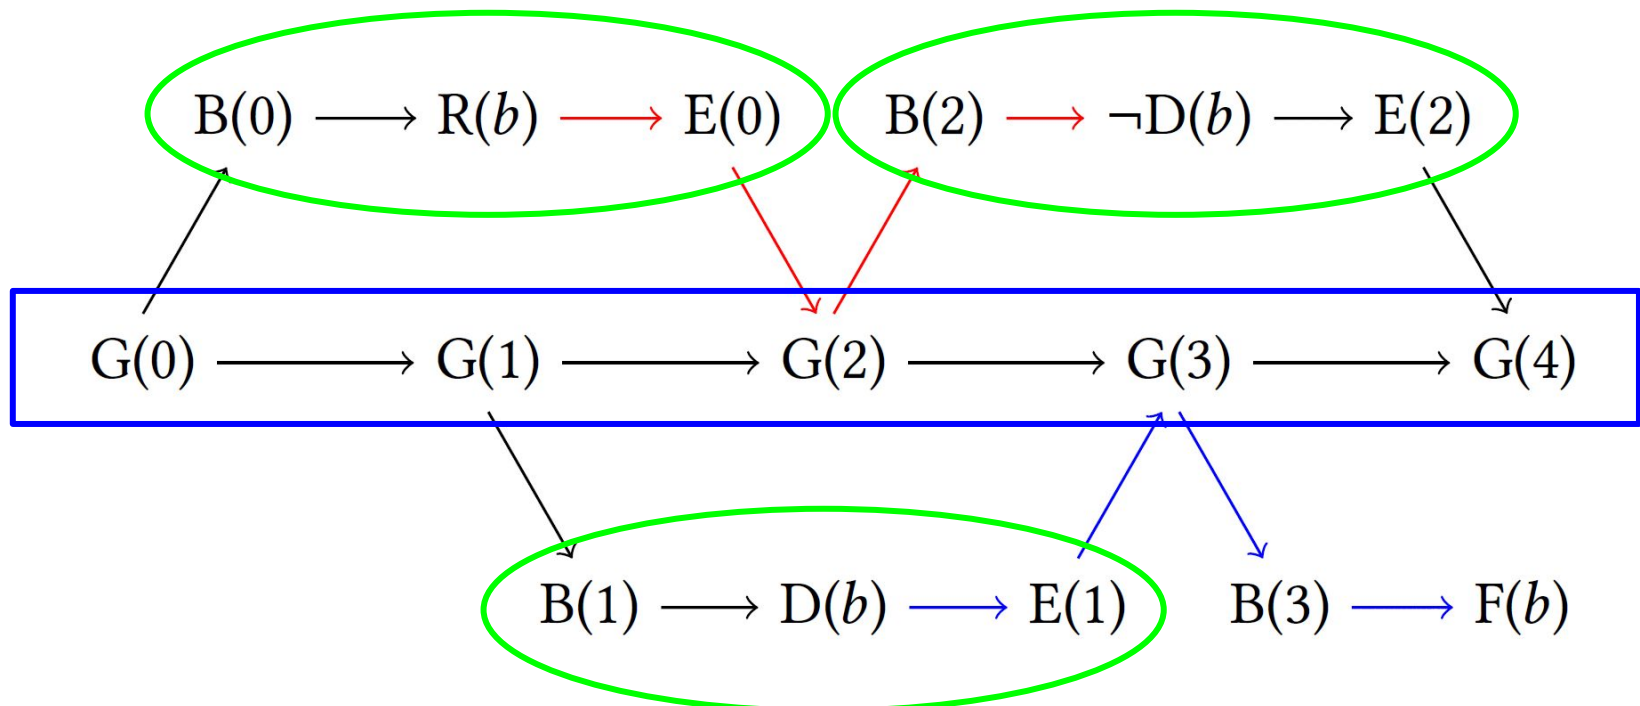 B(0) → R(b) → E(0) B(2) → ¬D(b) → E(2)
G(0) → G(1) → G(2) → G(3) → G(4)
B(1) → D(b) → E(1) B(3) → F(b)